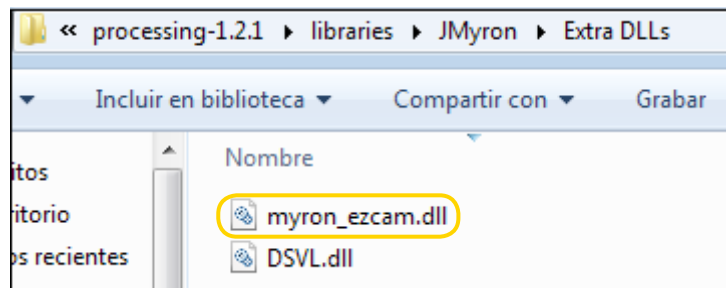 « processing-1.2.1 ▸ libraries ▸ JMyron ▸ Extra DLLs
Incluir en biblioteca ▾ Compartir con ▾ Grabar
Nombre
itos
ritorio
os recientes
myron_ezcam.dll
DSVL.dll